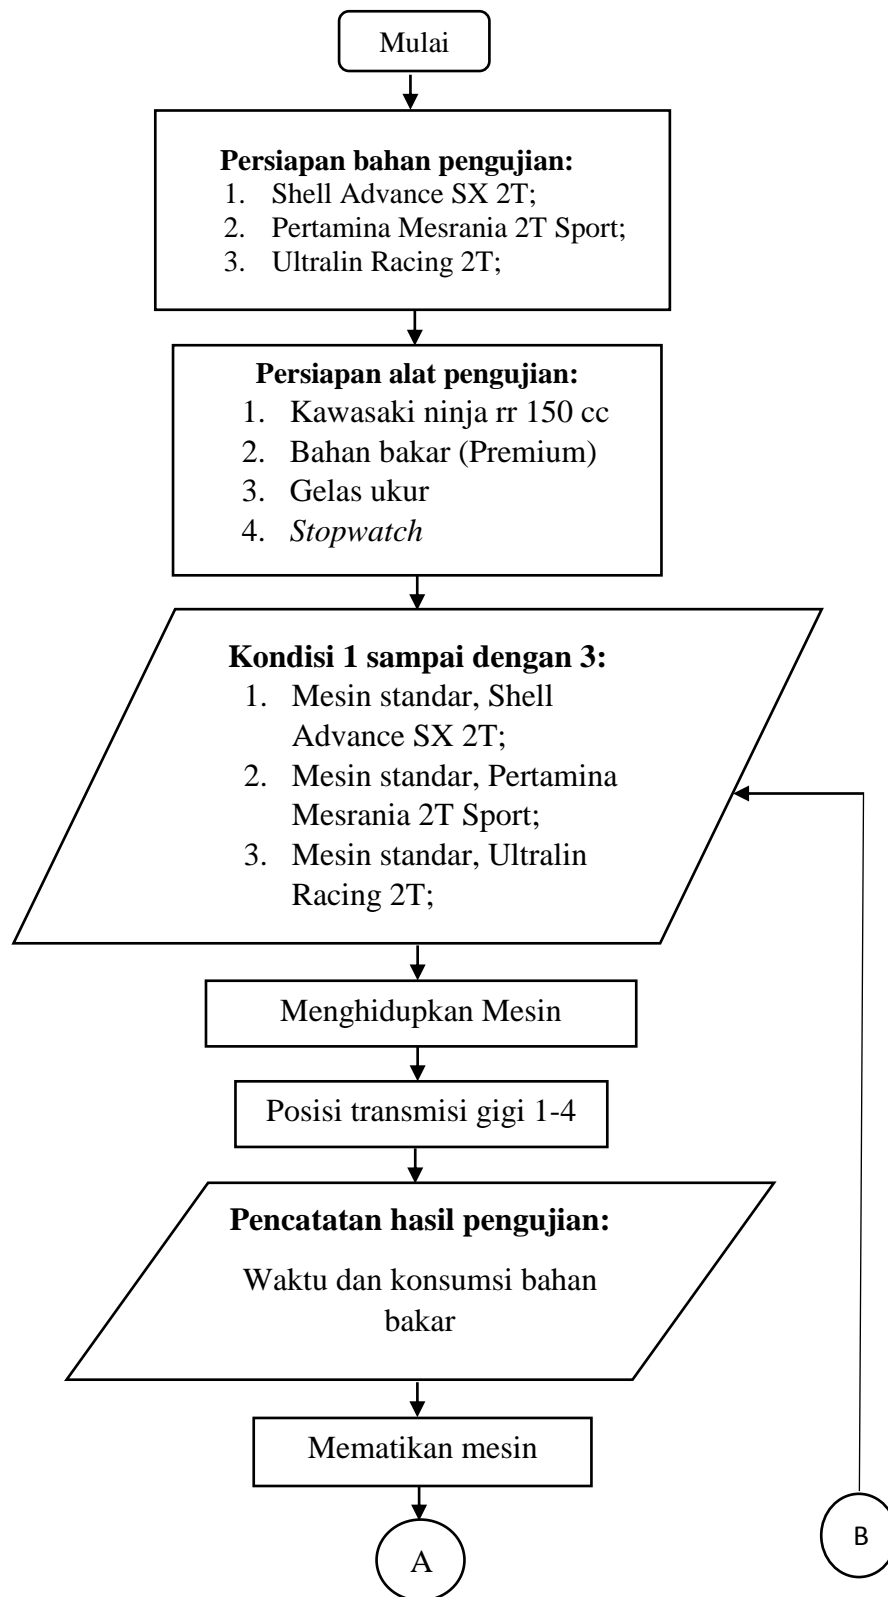 Mulai
Persiapan bahan pengujian:
1. Shell Advance SX 2T;
2. Pertamina Mesrania 2T Sport;
3. Ultralin Racing 2T;
Persiapan alat pengujian:
1. Kawasaki ninja rr 150 cc
2. Bahan bakar (Premium)
3. Gelas ukur
4. Stopwatch
Kondisi 1 sampai dengan 3:
1. Mesin standar, Shell
Advance SX 2T;
2. Mesin standar, Pertamina
Mesrania 2T Sport;
3. Mesin standar, Ultralin
Racing 2T;
Menghidupkan Mesin
Posisi transmisi gigi 1-4
Pencatatan hasil pengujian:
Waktu dan konsumsi bahan
bakar
Mematikan mesin
A
B